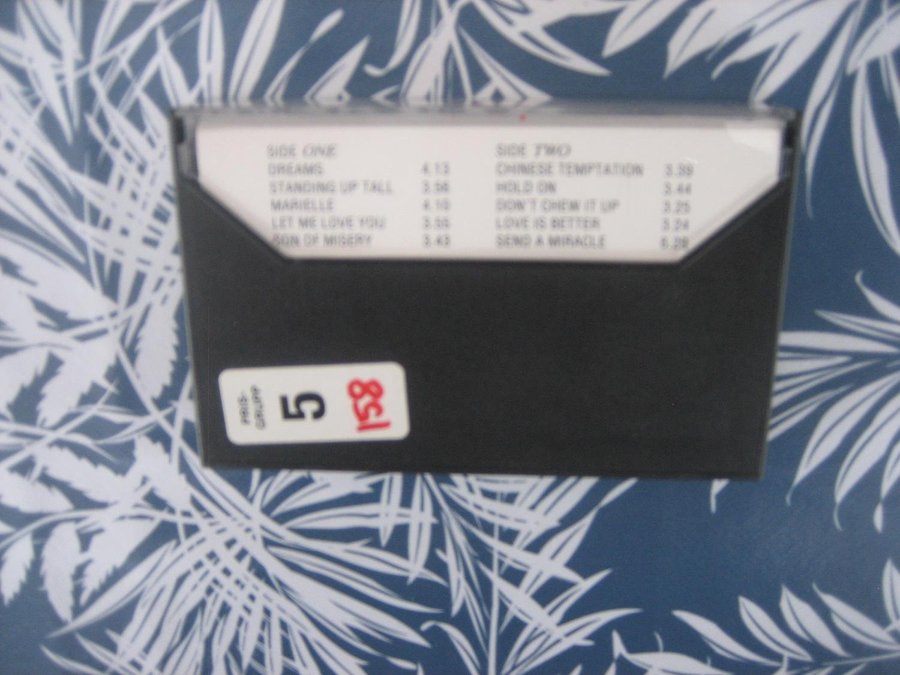 SIDE ONE
DREAMS 4.13
STANDING UP TALL 3.56
MARIELLE 4.10
LET ME LOVE YOU 3.55
SON OF MISERY 3.43
SIDE TWO
CHINESE TEMPTATION 3.39
HOLD ON 3.44
DON'T CHEW IT UP 3.25
LOVE IS BETTER 3.24
SEND A MIRACLE 6.28
PRIS-
GRUPP
5
158